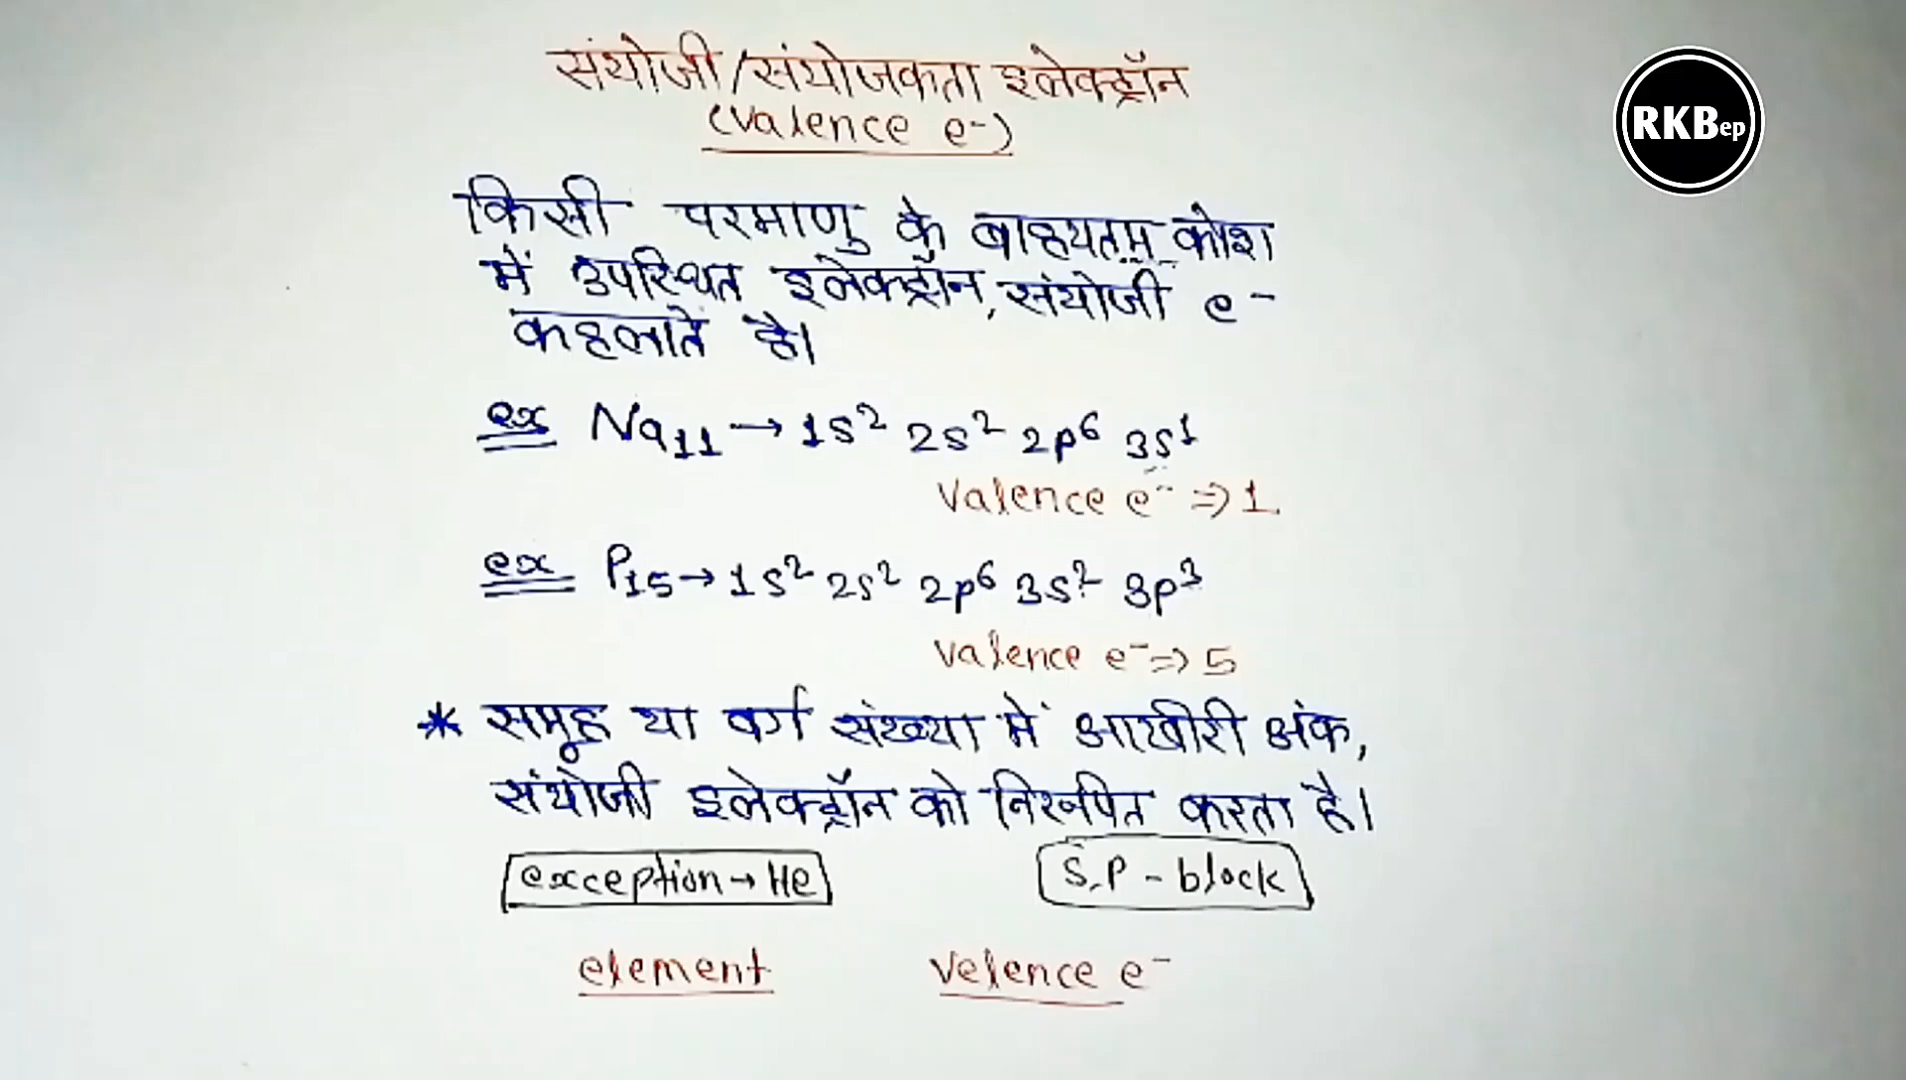 संयोजी/संयोजकता इलेक्ट्रॉन
(Valence e-)
RKBep
किसी परमाणु के बाह्यतम कोश
में उपस्थित इलेक्ट्रॉन, संयोजी e-
कहलाते है।
ex Na₁₁ → 1s² 2s² 2p⁶ 3s¹
Valence e- => 1.
ex P₁₅ → 1s² 2s² 2p⁶ 3s² 3p³
Valence e- => 5
* समूह या वर्ग संख्या में आखीरी अंक,
संयोजी इलेक्ट्रॉन को निरूपित करता है।
exception → He S,P - block
element Velence e-